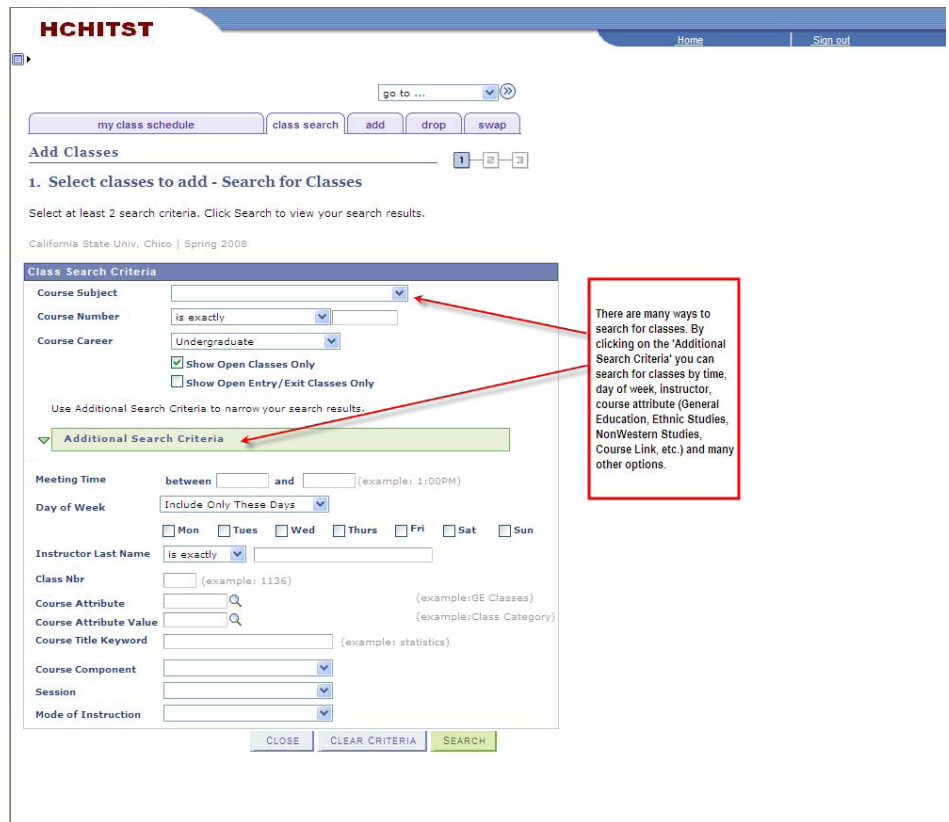 HCHITST
Home Sign out
go to ...
my class schedule class search add drop swap
Add Classes
1 2 3
1. Select classes to add - Search for Classes
Select at least 2 search criteria. Click Search to view your search results.
California State Univ, Chico | Spring 2008
Class Search Criteria
Course Subject
Course Number is exactly
Course Career Undergraduate
Show Open Classes Only
Show Open Entry/Exit Classes Only
Use Additional Search Criteria to narrow your search results.
Additional Search Criteria
There are many ways to
search for classes. By
clicking on the 'Additional
Search Criteria' you can
search for classes by time,
day of week, instructor,
course attribute (General
Education, Ethnic Studies,
NonWestern Studies,
Course Link, etc.) and many
other options.
Meeting Time between and (example: 1:00PM)
Day of Week Include Only These Days
Mon Tues Wed Thurs Fri Sat Sun
Instructor Last Name is exactly
Class Nbr (example: 1136)
Course Attribute (example:GE Classes)
Course Attribute Value (example:Class Category)
Course Title Keyword (example: statistics)
Course Component
Session
Mode of Instruction
CLOSE CLEAR CRITERIA SEARCH